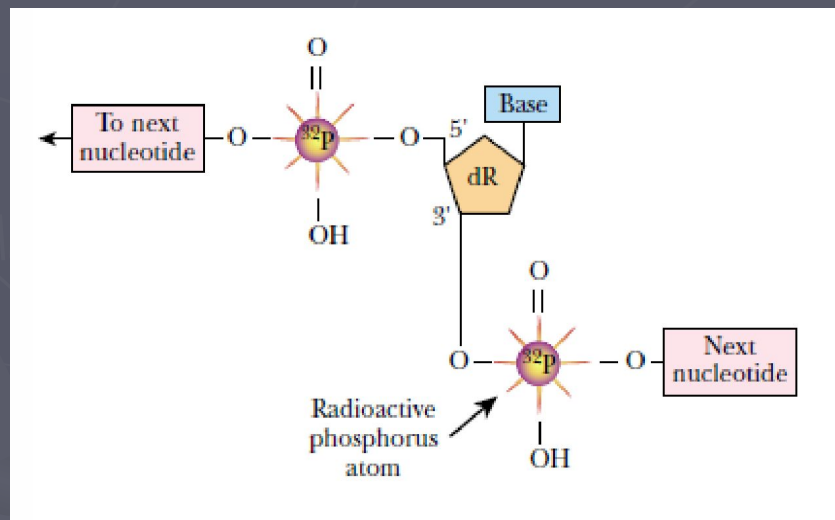 O
Base
To next
nucleotide
O
32P
O
5'
dR
3'
OH
O
O
32P
O
Next
nucleotide
Radioactive
phosphorus
atom
OH